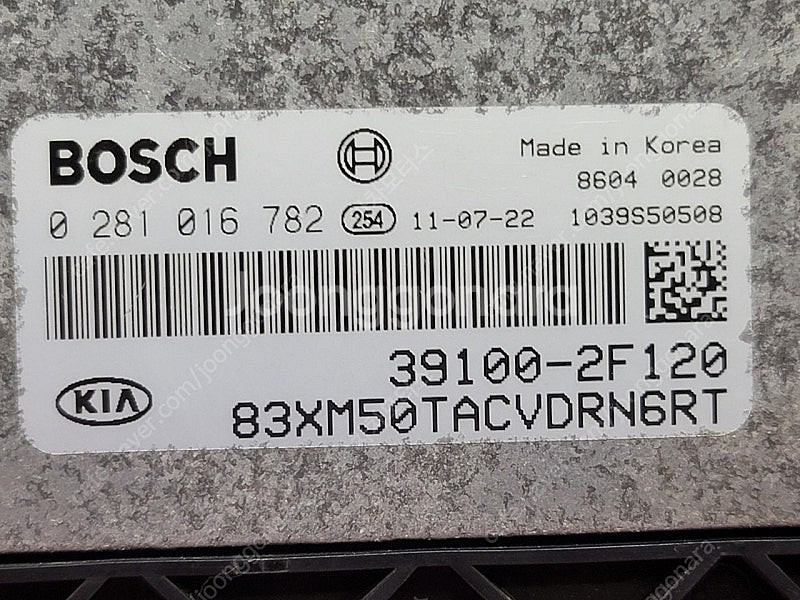 BOSCH
Made in Korea
8604 0028
0 281 016 782 254 11-07-22 1039S50508
Joonggonara
39100-2F120
KIA
83XM50TACVDRN6RT